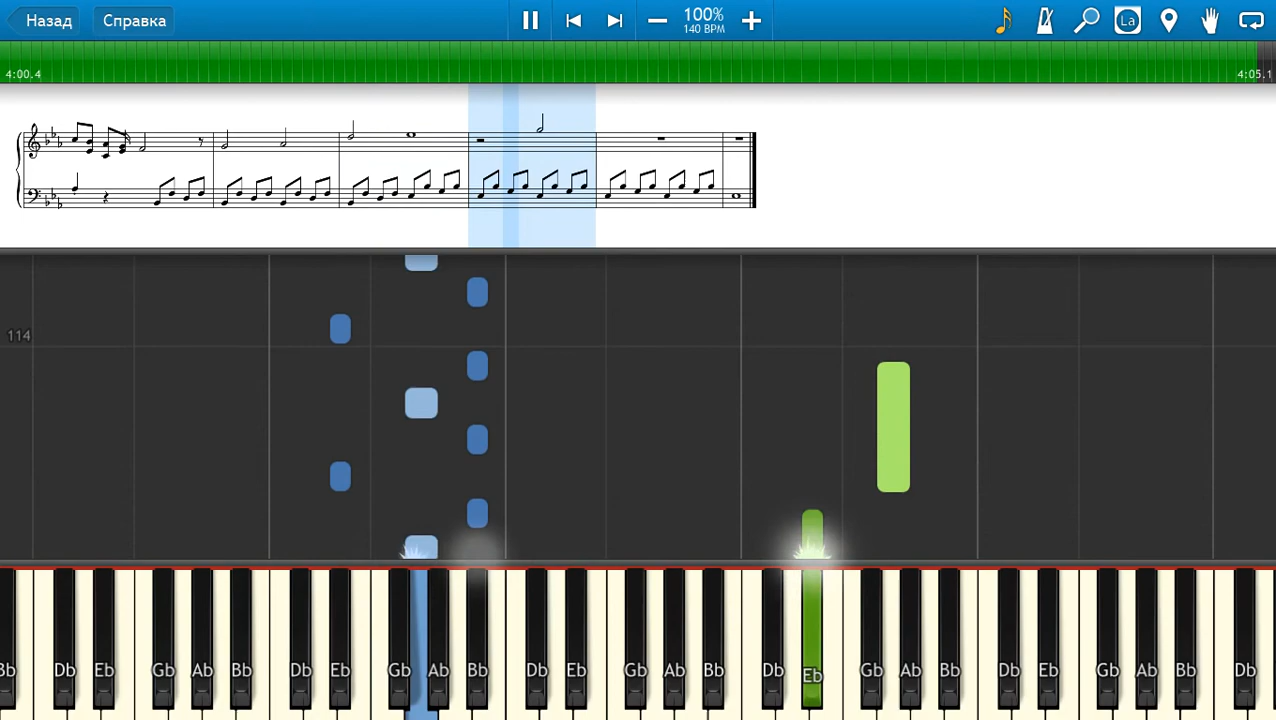 Назад Справка 100% La
140 BPM
4:00.4 4:05.1
114
Bb Db Eb Gb Ab Bb Db Eb Gb Ab Bb Db Eb Gb Ab Bb Db Eb Gb Ab Bb Db Eb Gb Ab Bb Db